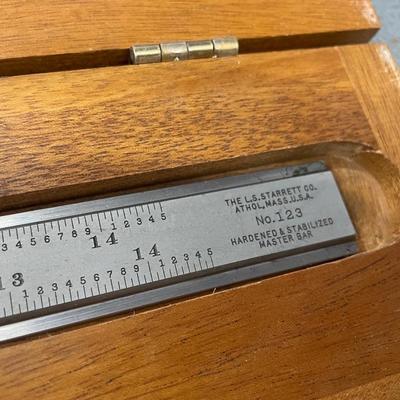 THE L.S. STARRETT CO.
ATHOL, MASS. U.S.A.
No. 123
HARDENED & STABILIZED
MASTER BAR
1 2 3 4 5 6 7 8 9 14 1 2 3 4 5
13 1 2 3 4 5 6 7 8 9 14 1 2 3 4 5